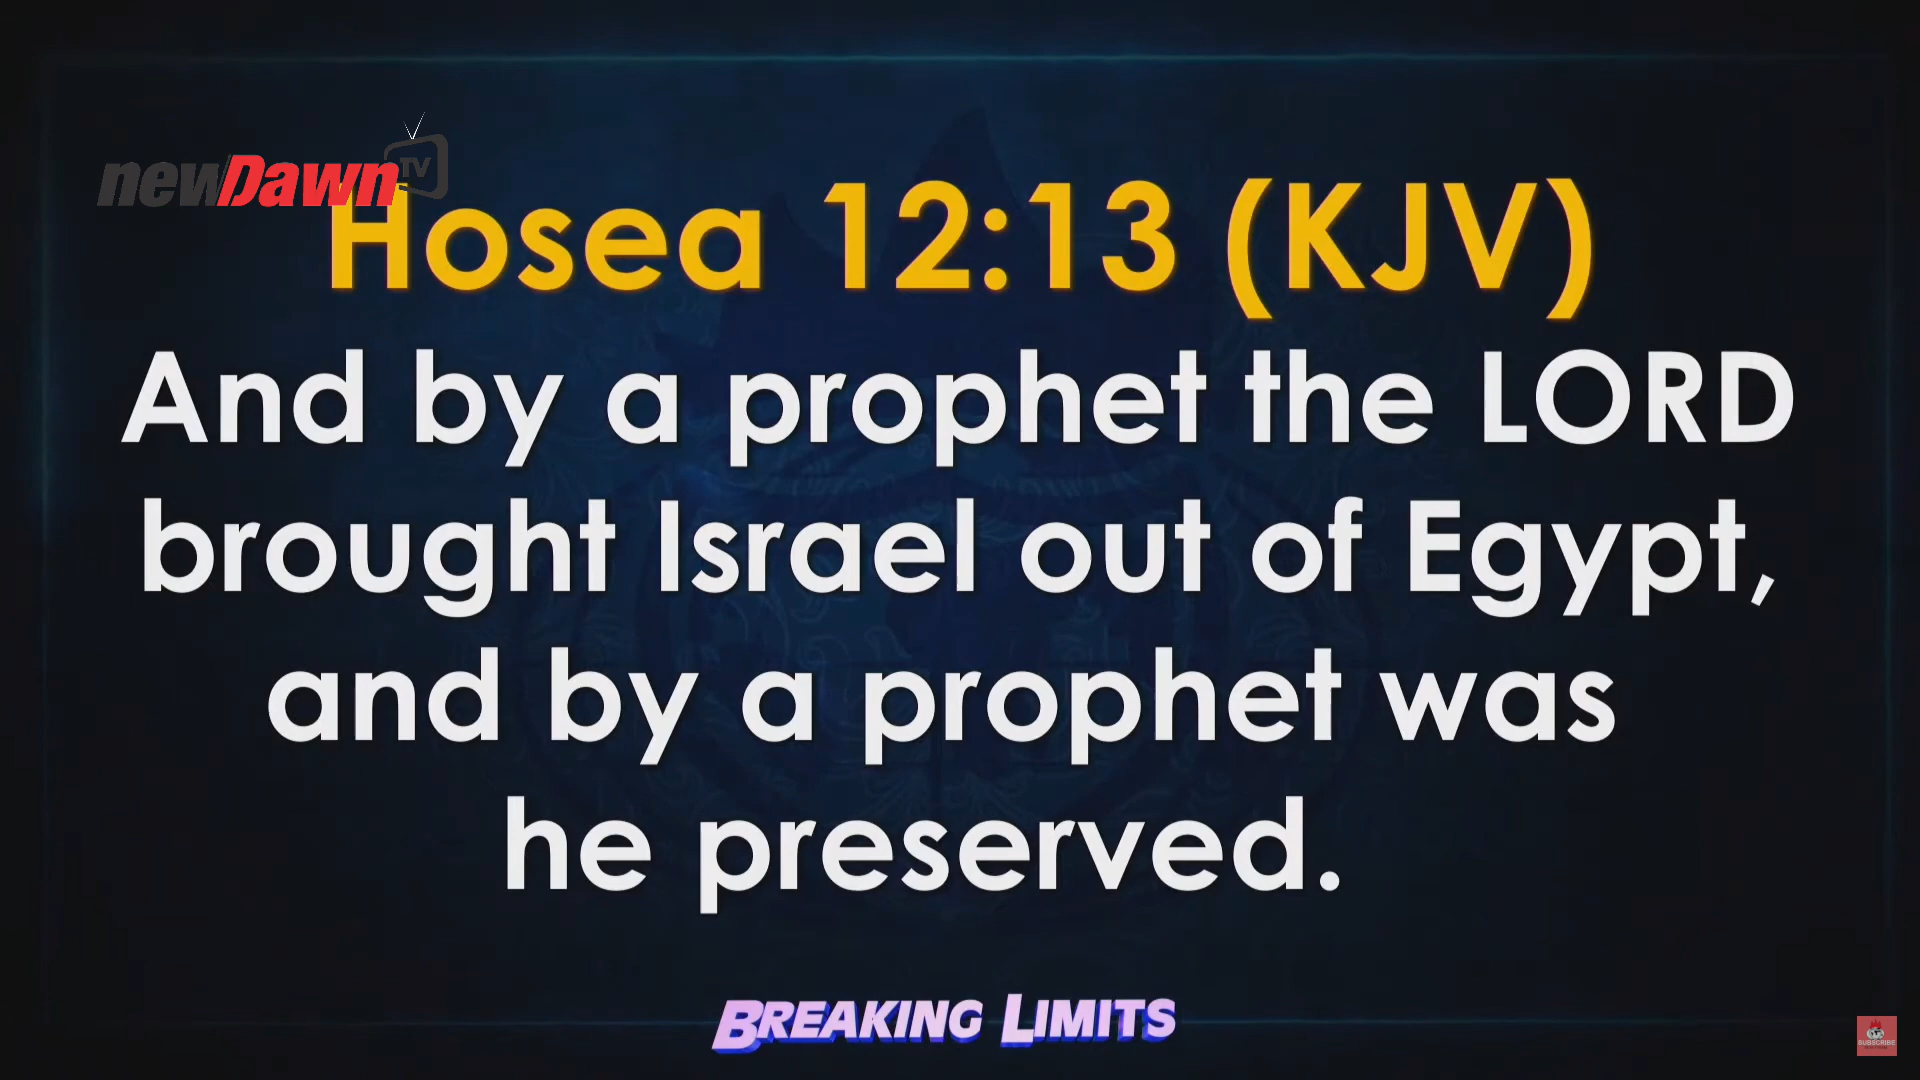 newDawn TV
Hosea 12:13 (KJV)
And by a prophet the LORD
brought Israel out of Egypt,
and by a prophet was
he preserved.
BREAKING LIMITS
SUBSCRIBE